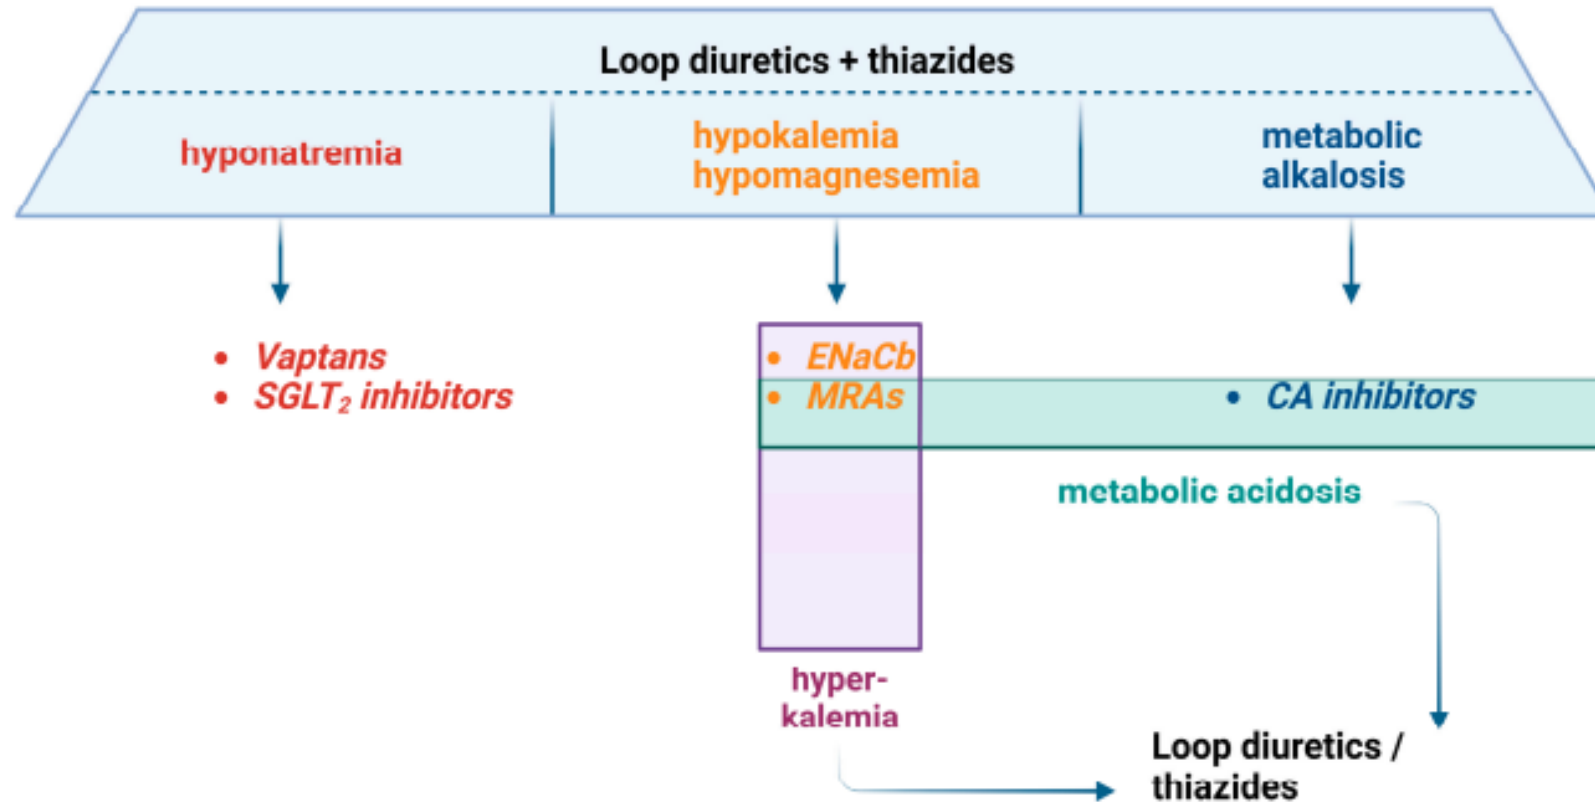 Loop diuretics + thiazides
hyponatremia
hypokalemia
hypomagnesemia
metabolic
alkalosis
• Vaptans
• SGLT₂ inhibitors
• ENaCb
• MRAs
• CA inhibitors
metabolic acidosis
hyper-
kalemia
Loop diuretics /
thiazides